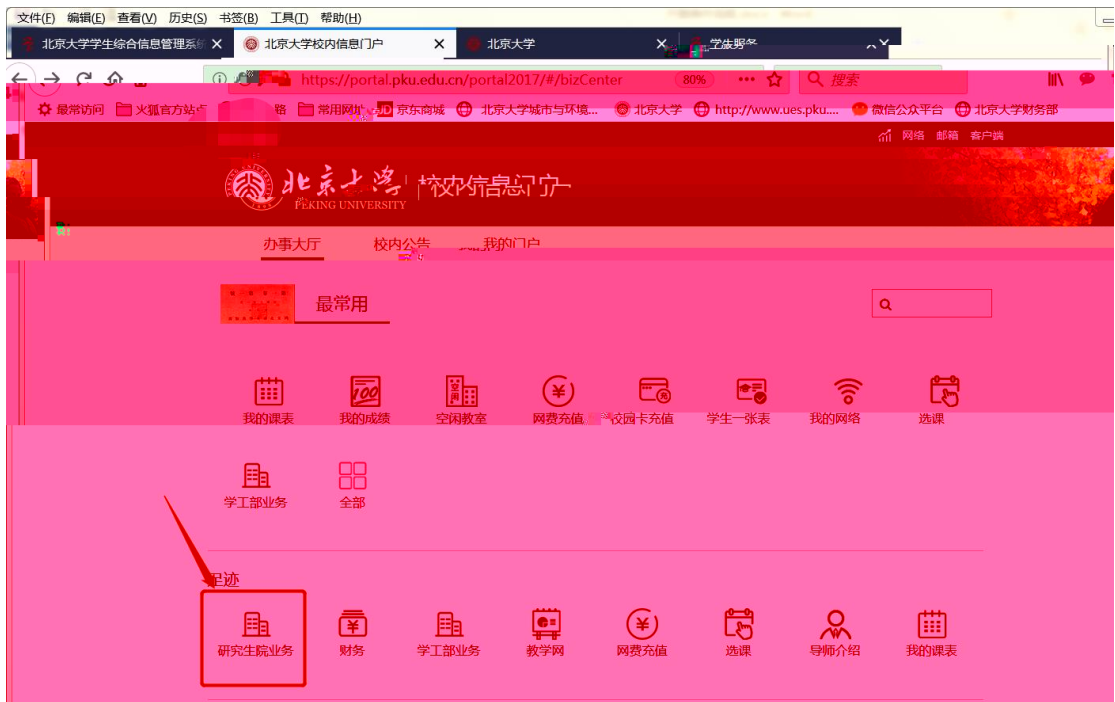 文件(F) 编辑(E) 查看(V) 历史(S) 书签(B) 工具(T) 帮助(H)
北京大学学生综合信息管理系统 × 北京大学校内信息门户 × 北京大学 ×
https://portal.pku.edu.cn/portal2017/#/bizCenter 80% ••• 搜索
最常访问 火狐官方站点 常用网址 JD 京东商城 北京大学城市与环境... 北京大学 http://www.ues.pku.... 微信公众平台 北京大学财务部
网络 邮箱 客户端
北京大学 校内信息门户
PEKING UNIVERSITY
办事大厅 校内公告 我的门户
最常用
我的课表 我的成绩 空闲教室 网费充值 校园卡充值 学生一张表 我的网络 选课
学工部业务 全部
足迹
研究生院业务 财务 学工部业务 教学网 网费充值 选课 导师介绍 我的课表